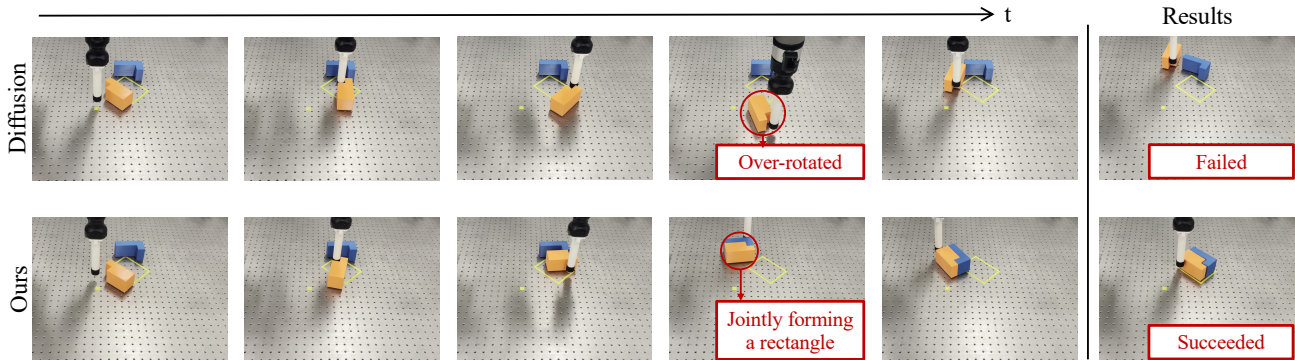 t
Results
Diffusion
Over-rotated
Failed
Ours
Jointly forming
a rectangle
Succeeded